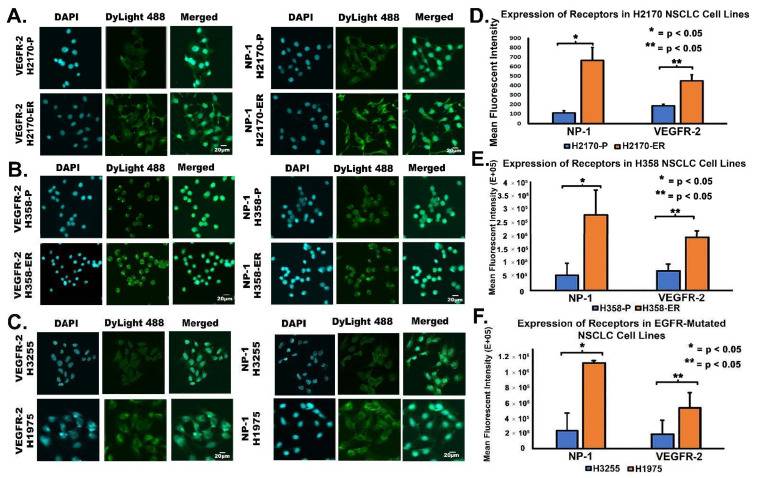 A.
DAPI DyLight 488 Merged
VEGFR-2
H2170-P
VEGFR-2
H2170-ER
20µm
DAPI DyLight 488 Merged
NP-1
H2170-P
NP-1
H2170-ER
20µm
B.
DAPI DyLight 488 Merged
VEGFR-2
H358-P
VEGFR-2
H358-ER
20µm
DAPI DyLight 488 Merged
NP-1
H358-P
NP-1
H358-ER
20µm
C.
DAPI DyLight 488 Merged
VEGFR-2
H3255
VEGFR-2
H1975
20µm
DAPI DyLight 488 Merged
NP-1
H3255
NP-1
H1975
20µm
D.
Expression of Receptors in H2170 NSCLC Cell Lines
Mean Fluorescent Intensity
900
800
700
600
500
400
300
200
100
0
*
**
* = p < 0.05
** = p < 0.05
NP-1 VEGFR-2
H2170-P H2170-ER
E.
Expression of Receptors in H358 NSCLC Cell Lines
Mean Fluorescent Intensity (E+05)
*
**
* = p < 0.05
** = p < 0.05
NP-1 VEGFR-2
H358-P H358-ER
F.
Expression of Receptors in EGFR-Mutated
NSCLC Cell Lines
Mean Fluorescent Intensity (E+05)
*
**
* = p < 0.05
** = p < 0.05
NP-1 VEGFR-2
H3255 H1975